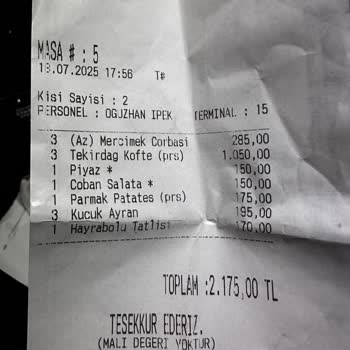 MASA # : 5
18.07.2025 17:56 T#
Kisi Sayisi : 2
PERSONEL : OGUZHAN IPEK TERMINAL : 15
3 (Az) Mercimek Corbasi 285,00
3 Tekirdag Kofte (prs) 1.050,00
1 Piyaz * 150,00
1 Coban Salata * 150,00
1 Parmak Patates (prs) 175,00
3 Kucuk Ayran 195,00
1 Hayrabolu Tatlisi 170,00
TOPLAM :2.175,00 TL
TESEKKUR EDERIZ.
(MALI DEGERI YOKTUR)